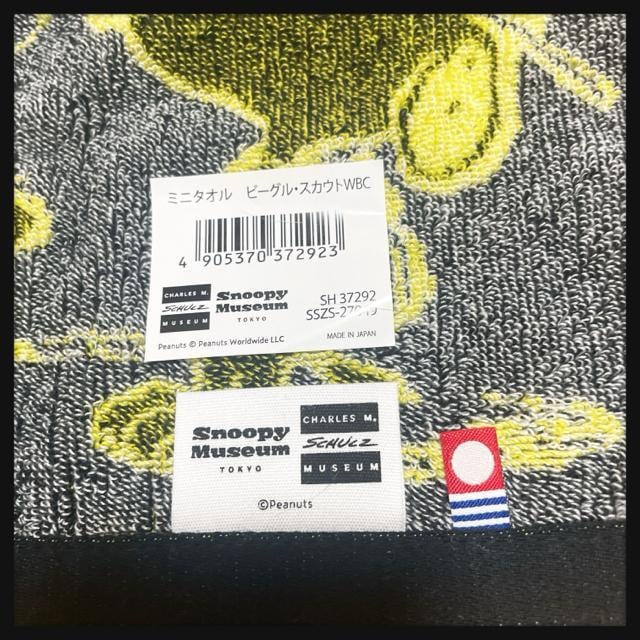 ミニタオル ビーグル・スカウトWBC
4 905370 372923
CHARLES M.
SCHULZ
MUSEUM
Snoopy
Museum
TOKYO
SH 37292
Peanuts © Peanuts Worldwide LLC
MADE IN JAPAN
Snoopy
Museum
TOKYO
CHARLES M.
SCHULZ
MUSEUM
©Peanuts